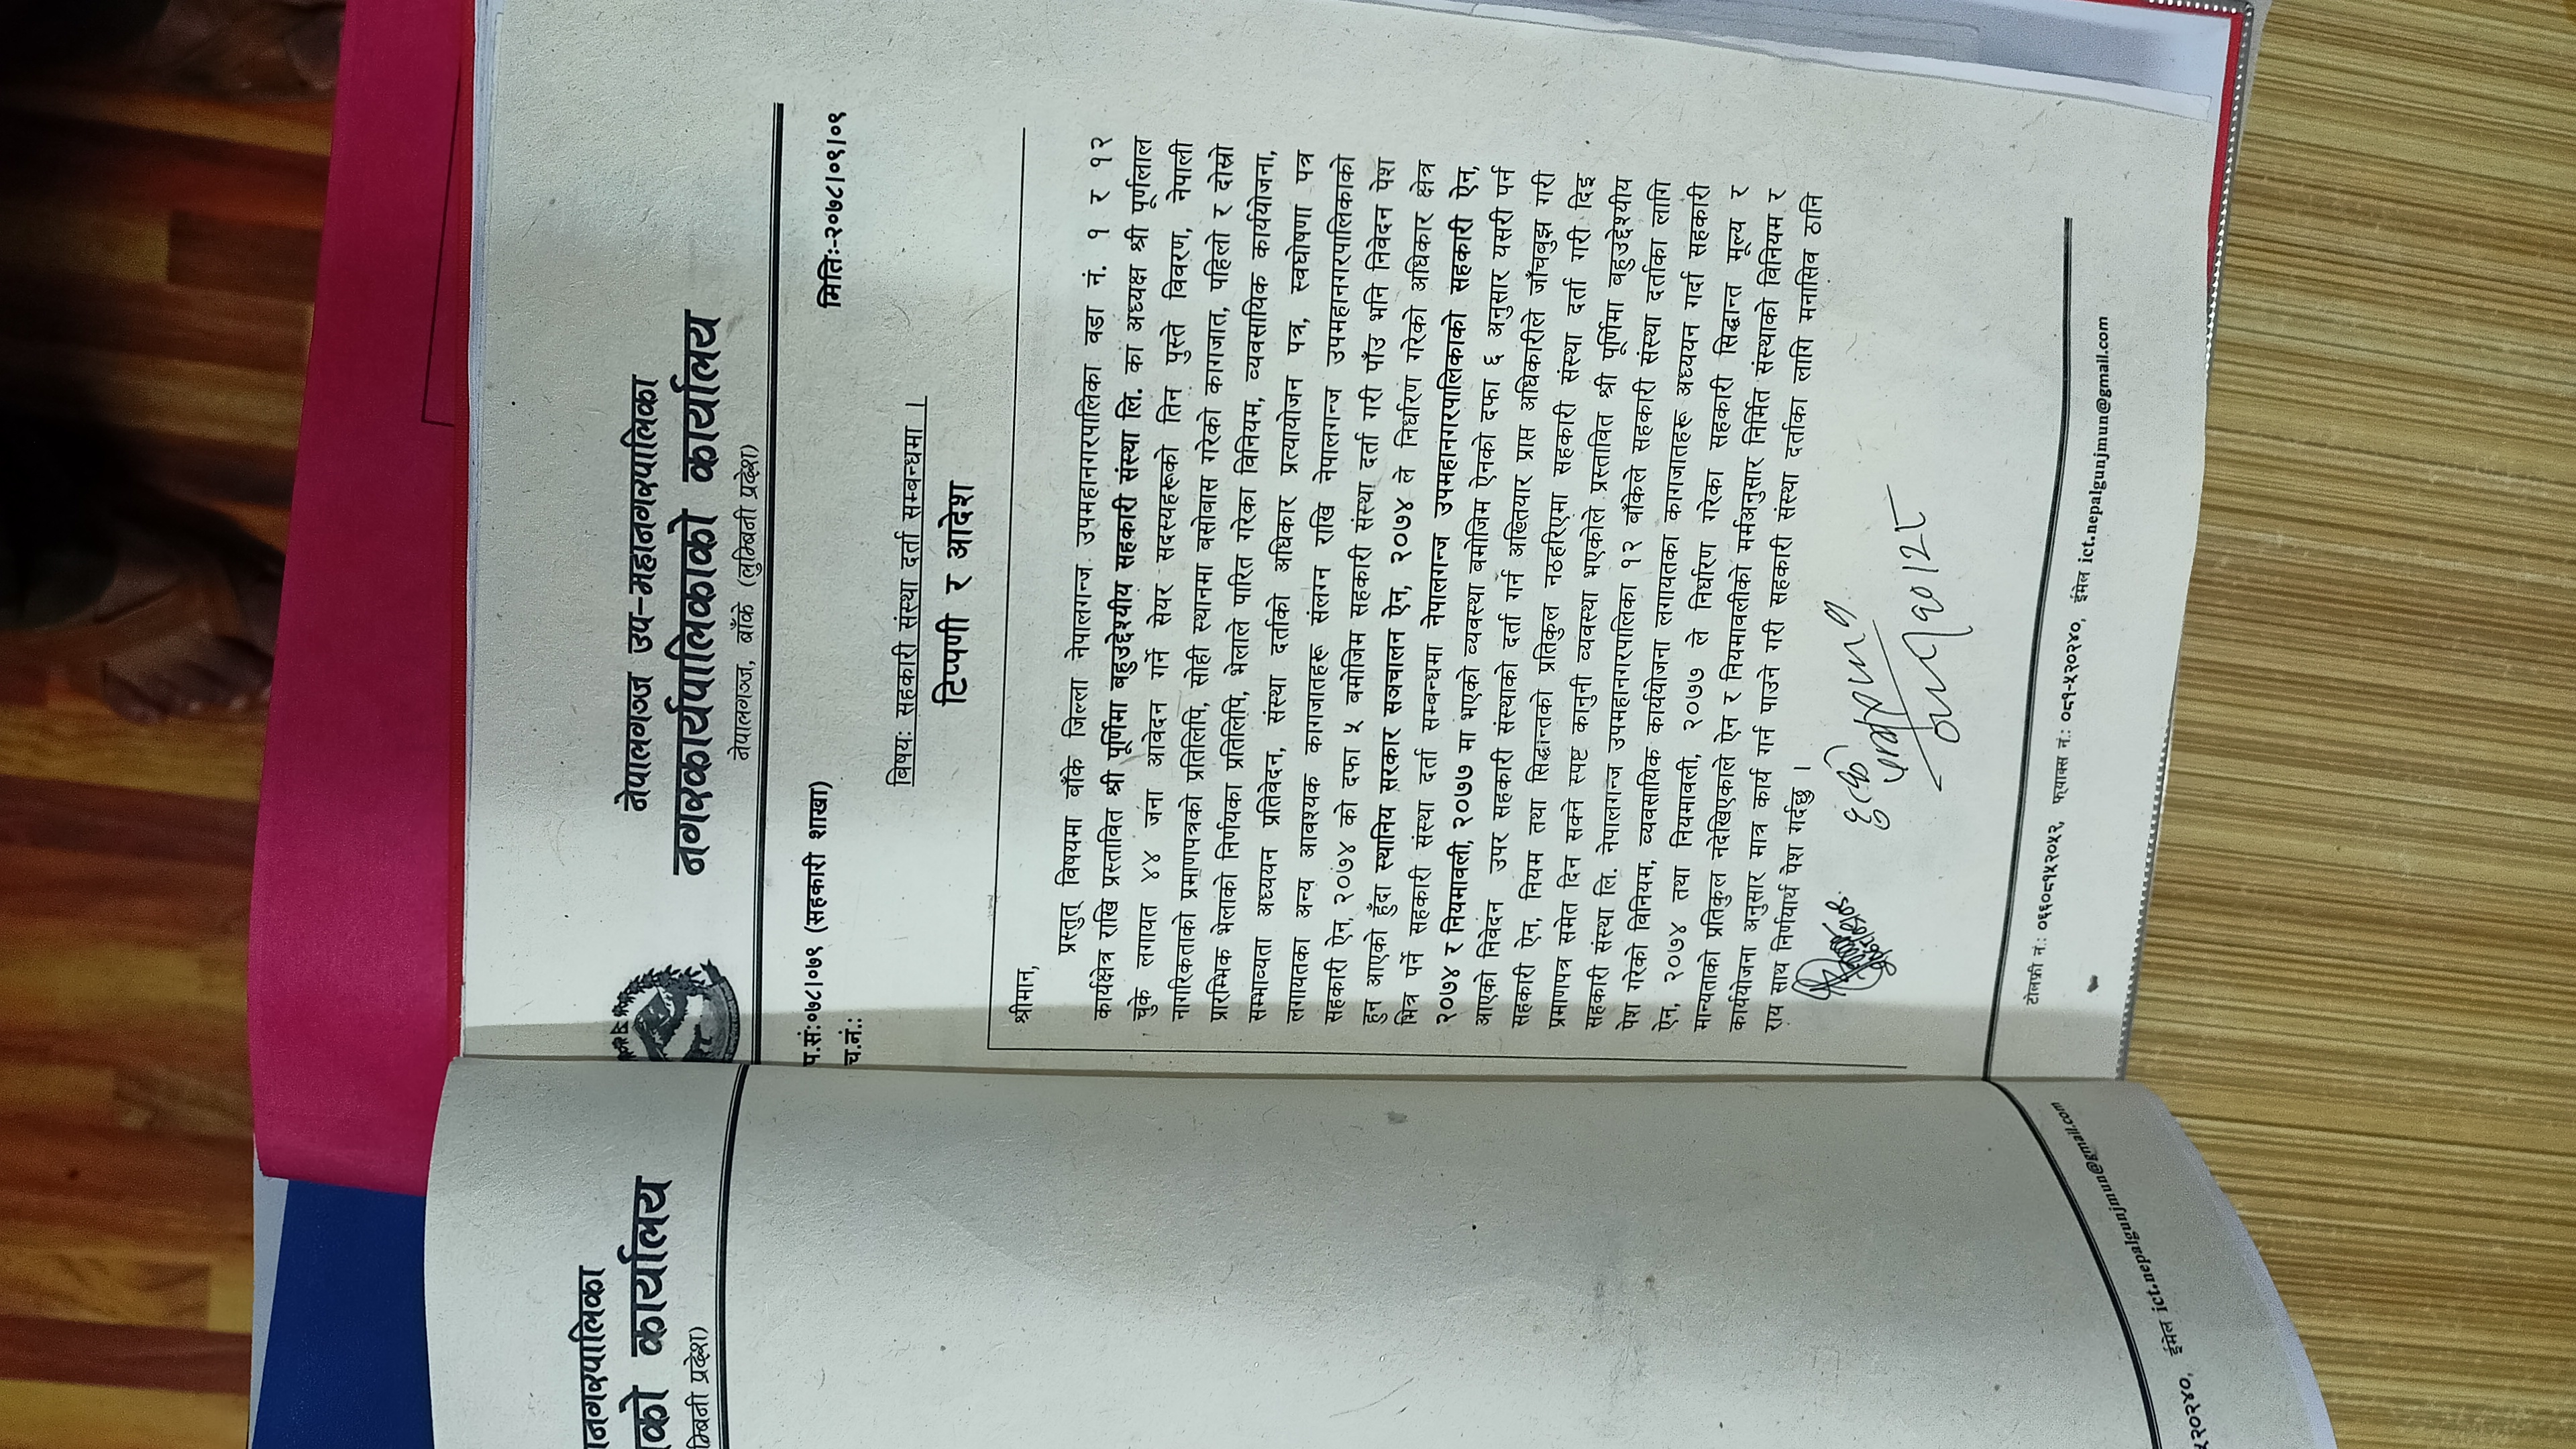 नगरपालिका
को कार्यालय
म्बिनी प्रदेश)
५२०२४०, ईमेल ict.nepalgunjmun@gmail.com
नेपालगञ्ज उप-महानगरपालिका
नगरकार्यपालिकाको कार्यालय
नेपालगञ्ज, बाँके (लुम्बिनी प्रदेश)
प.सं:०७८।०७९ (सहकारी शाखा)
मितिः-२०७८।०९।०९
च.नं.:
बिषयः सहकारी संस्था दर्ता सम्बन्धमा ।
टिप्पणी र आदेश
श्रीमान,
प्रस्तुत् विषयमा बाँके जिल्ला नेपालगन्ज उपमहानगरपालिका वडा नं. १ र १२
कार्यक्षेत्र राखि प्रस्तावित श्री पूर्णिमा बहुउद्देश्यीय सहकारी संस्था लि. का अध्यक्ष श्री पूर्णलाल
चुके लगायत ४४ जना आवेदन गर्ने सेयर सदस्यहरूको तिन पुस्ते विवरण, नेपाली
नागरिकताको प्रमाणपत्रको प्रतिलिपि, सोही स्थानमा बसोबास गरेको कागजात, पहिलो र दोस्रो
प्रारम्भिक भेलाको निर्णयका प्रतिलिपि, भेलाले पारित गरेका विनियम, व्यवसायिक कार्ययोजना,
सम्भाव्यता अध्ययन प्रतिवेदन, संस्था दर्ताको अधिकार प्रत्यायोजन पत्र, स्वघोषणा पत्र
लगायतका अन्य आवश्यक कागजातहरू संलग्न राखि नेपालगन्ज उपमहानगरपालिकाको
सहकारी ऐन, २०७४ को दफा ५ बमोजिम सहकारी संस्था दर्ता गरी पाँउ भनि निवेदन पेश
हुन आएको हुँदा स्थानिय सरकार सञ्चालन ऐन, २०७४ ले निर्धारण गरेको अधिकार क्षेत्र
भित्र पर्ने सहकारी संस्था दर्ता सम्बन्धमा नेपालगन्ज उपमहानगरपालिकाको सहकारी ऐन,
२०७४ र नियमावली, २०७७ मा भएको व्यवस्था बमोजिम ऐनको दफा ६ अनुसार यसरी पर्न
आएको निवेदन उपर सहकारी संस्थाको दर्ता गर्न अख्तियार प्राप्त अधिकारीले जाँचबुझ गरी
सहकारी ऐन, नियम तथा सिद्धान्तको प्रतिकुल नठहरिएमा सहकारी संस्था दर्ता गरी दिइ
प्रमाणपत्र समेत दिन सक्ने स्पष्ट कानुनी व्यवस्था भएकोले प्रस्तावित श्री पूर्णिमा बहुउद्देश्यीय
सहकारी संस्था लि. नेपालगन्ज उपमहानगरपालिका १२ बाँकेले सहकारी संस्था दर्ताका लागि
पेश गरेको विनियम, व्यवसायिक कार्ययोजना लगायतका कागजातहरू अध्ययन गर्दा सहकारी
ऐन, २०७४ तथा नियमावली, २०७७ ले निर्धारण गरेका सहकारी सिद्धान्त मूल्य र
मान्यताको प्रतिकुल नदेखिएकाले ऐन र नियमावलीको मर्मअनुसार निर्मित संस्थाको विनियम र
कार्ययोजना अनुसार मात्र कार्य गर्न पाउने गरी सहकारी संस्था दर्ताका लागि मनासिव ठानि
राय साथ निर्णयार्थ पेश गर्दछु ।
१०।२८
टोलफ्री नं.: ०६६०८१५२०५२, फ्याक्स नं.: ०८१-५२०२४०, ईमेल ict.nepalgunjmun@gmail.com